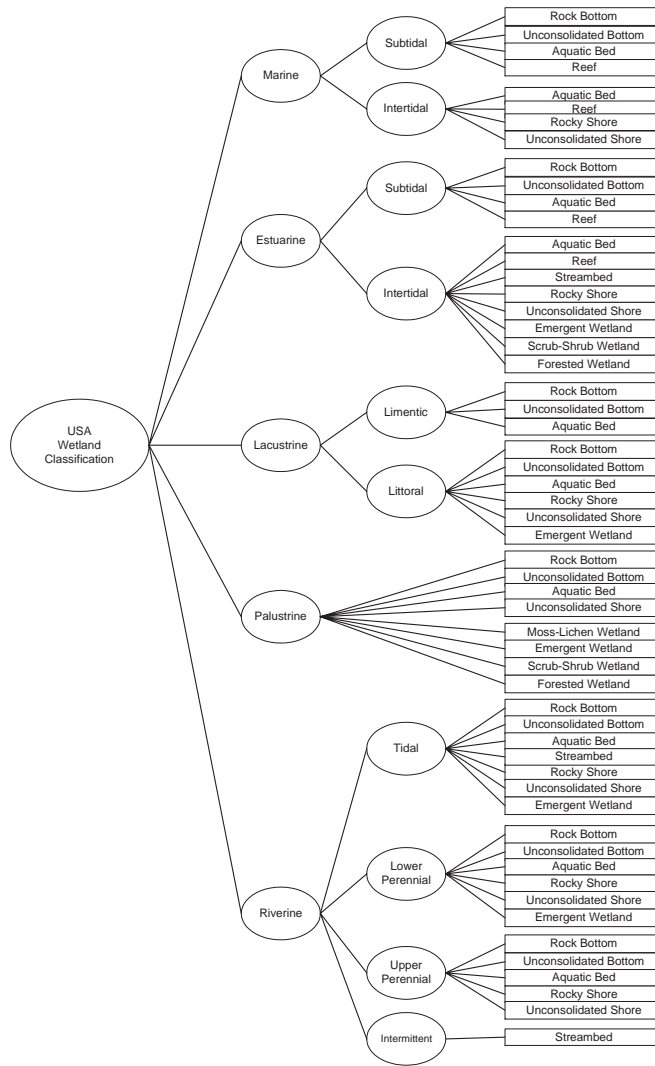 USA
Wetland
Classification
Marine
Subtidal
Rock Bottom
Unconsolidated Bottom
Aquatic Bed
Reef
Intertidal
Aquatic Bed
Reef
Rocky Shore
Unconsolidated Shore
Estuarine
Subtidal
Rock Bottom
Unconsolidated Bottom
Aquatic Bed
Reef
Intertidal
Aquatic Bed
Reef
Streambed
Rocky Shore
Unconsolidated Shore
Emergent Wetland
Scrub-Shrub Wetland
Forested Wetland
Lacustrine
Limentic
Rock Bottom
Unconsolidated Bottom
Aquatic Bed
Littoral
Rock Bottom
Unconsolidated Bottom
Aquatic Bed
Rocky Shore
Unconsolidated Shore
Emergent Wetland
Palustrine
Rock Bottom
Unconsolidated Bottom
Aquatic Bed
Unconsolidated Shore
Moss-Lichen Wetland
Emergent Wetland
Scrub-Shrub Wetland
Forested Wetland
Riverine
Tidal
Rock Bottom
Unconsolidated Bottom
Aquatic Bed
Streambed
Rocky Shore
Unconsolidated Shore
Emergent Wetland
Lower
Perennial
Rock Bottom
Unconsolidated Bottom
Aquatic Bed
Rocky Shore
Unconsolidated Shore
Emergent Wetland
Upper
Perennial
Rock Bottom
Unconsolidated Bottom
Aquatic Bed
Rocky Shore
Unconsolidated Shore
Intermittent
Streambed